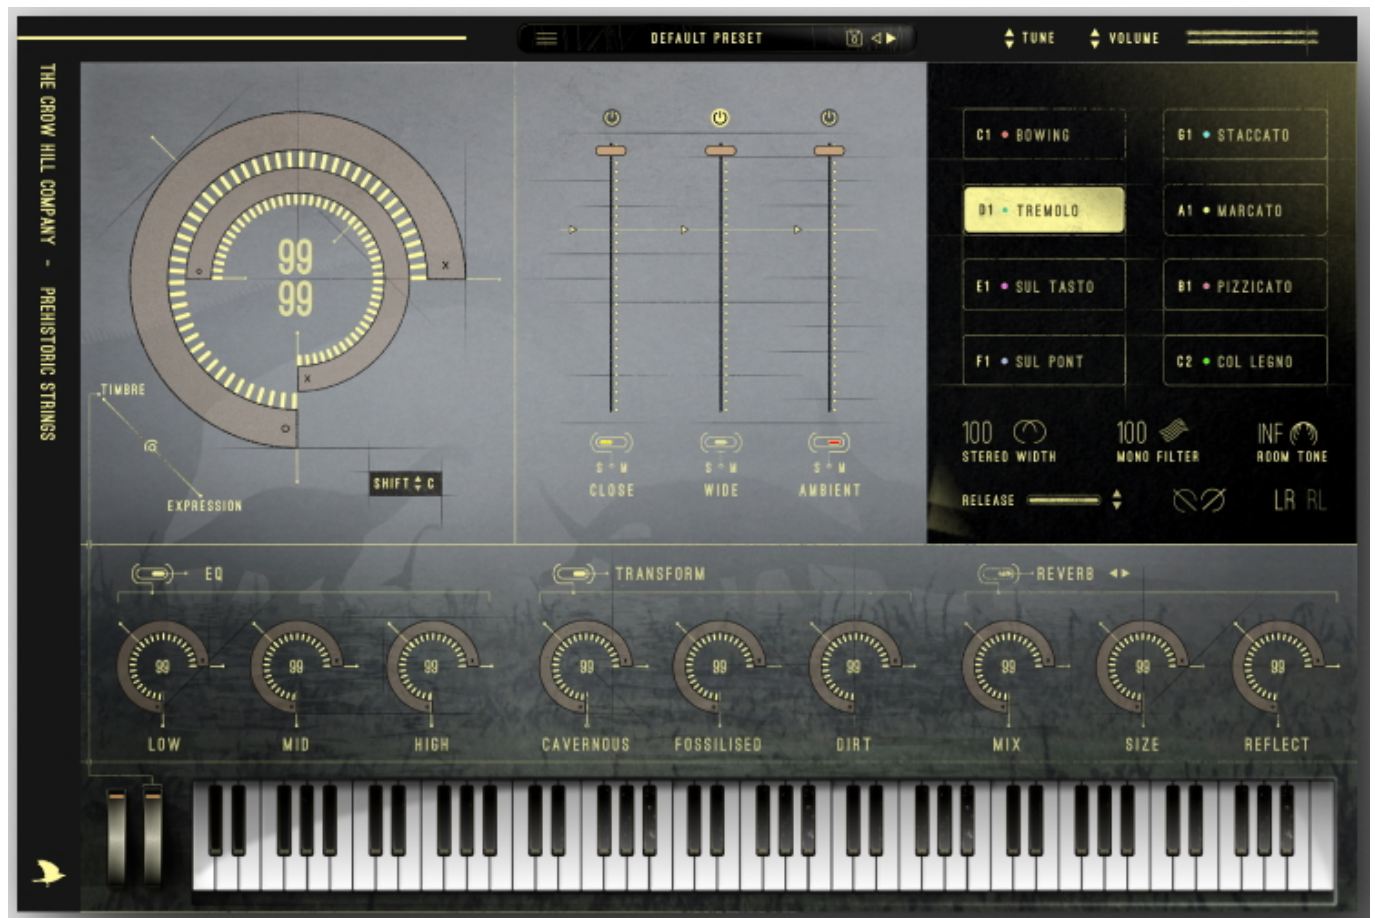 DEFAULT PRESET
TUNE
VOLUME
THE CROW HILL COMPANY - PREHISTORIC STRINGS
99
99
X
O
X
O
TIMBRE
EXPRESSION
SHIFT C
S M
CLOSE
S M
WIDE
S M
AMBIENT
C1 BOWING
G1 STACCATO
D1 TREMOLO
A1 MARCATO
E1 SUL TASTO
B1 PIZZICATO
F1 SUL PONT
C2 COL LEGNO
100
STEREO WIDTH
100
MONO FILTER
INF
ROOM TONE
RELEASE
LR RL
EQ
TRANSFORM
REVERB
99
99
99
99
99
99
99
99
99
LOW
MID
HIGH
CAVERNOUS
FOSSILISED
DIRT
MIX
SIZE
REFLECT